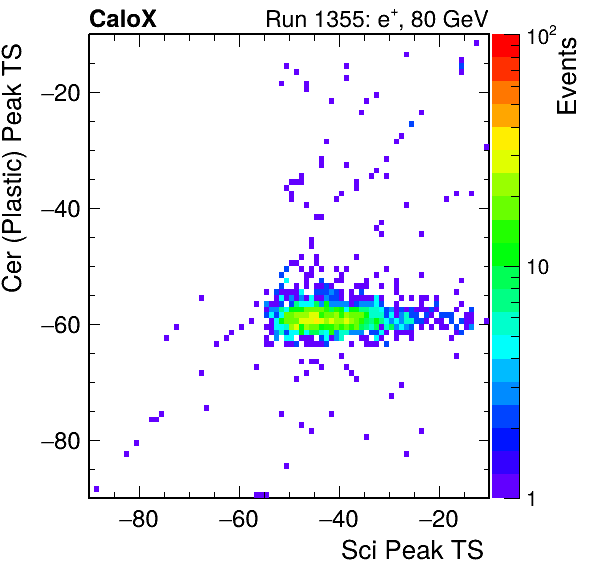 CaloX
Run 1355: e+, 80 GeV
Cer (Plastic) Peak TS
−20
−40
−60
−80
−80
−60
−40
−20
Sci Peak TS
10²
10
1
Events